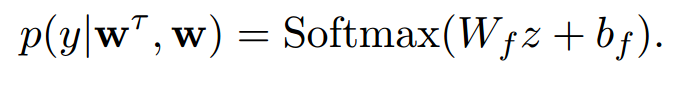 p(y|w^τ, w) = Softmax(W_f z + b_f).